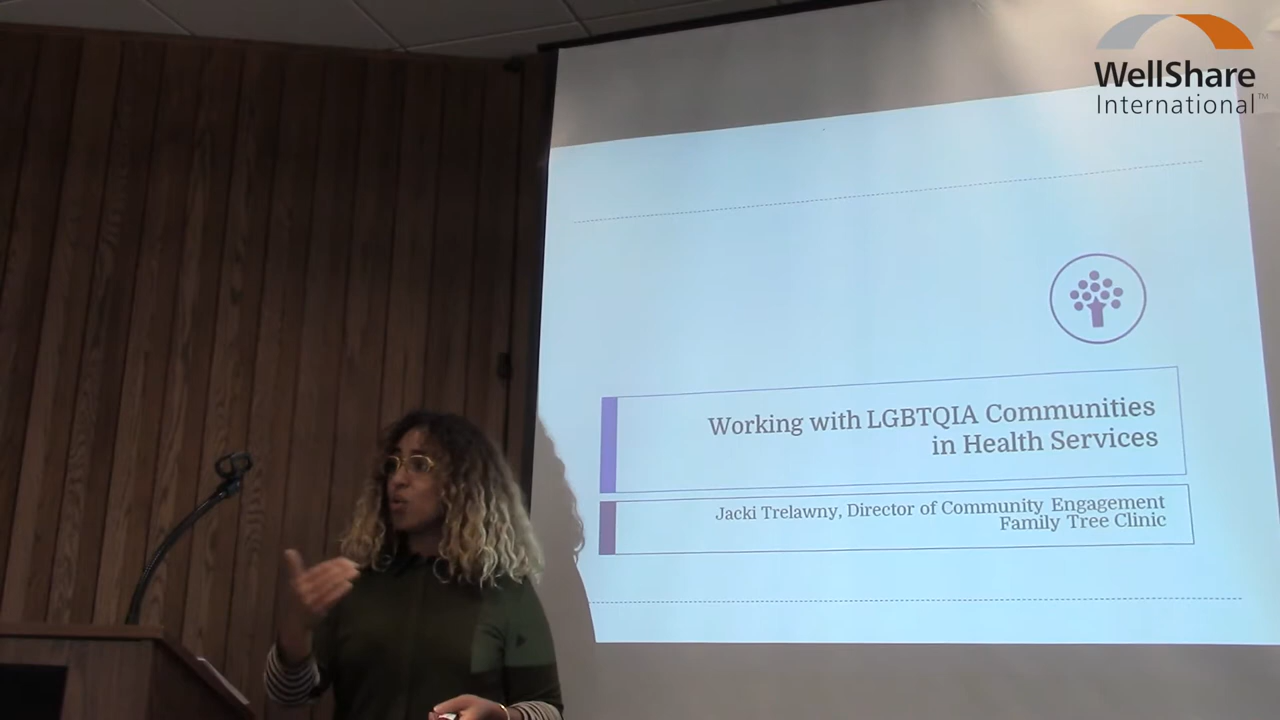 WellShare
International™
Working with LGBTQIA Communities
in Health Services
Jacki Trelawny, Director of Community Engagement
Family Tree Clinic